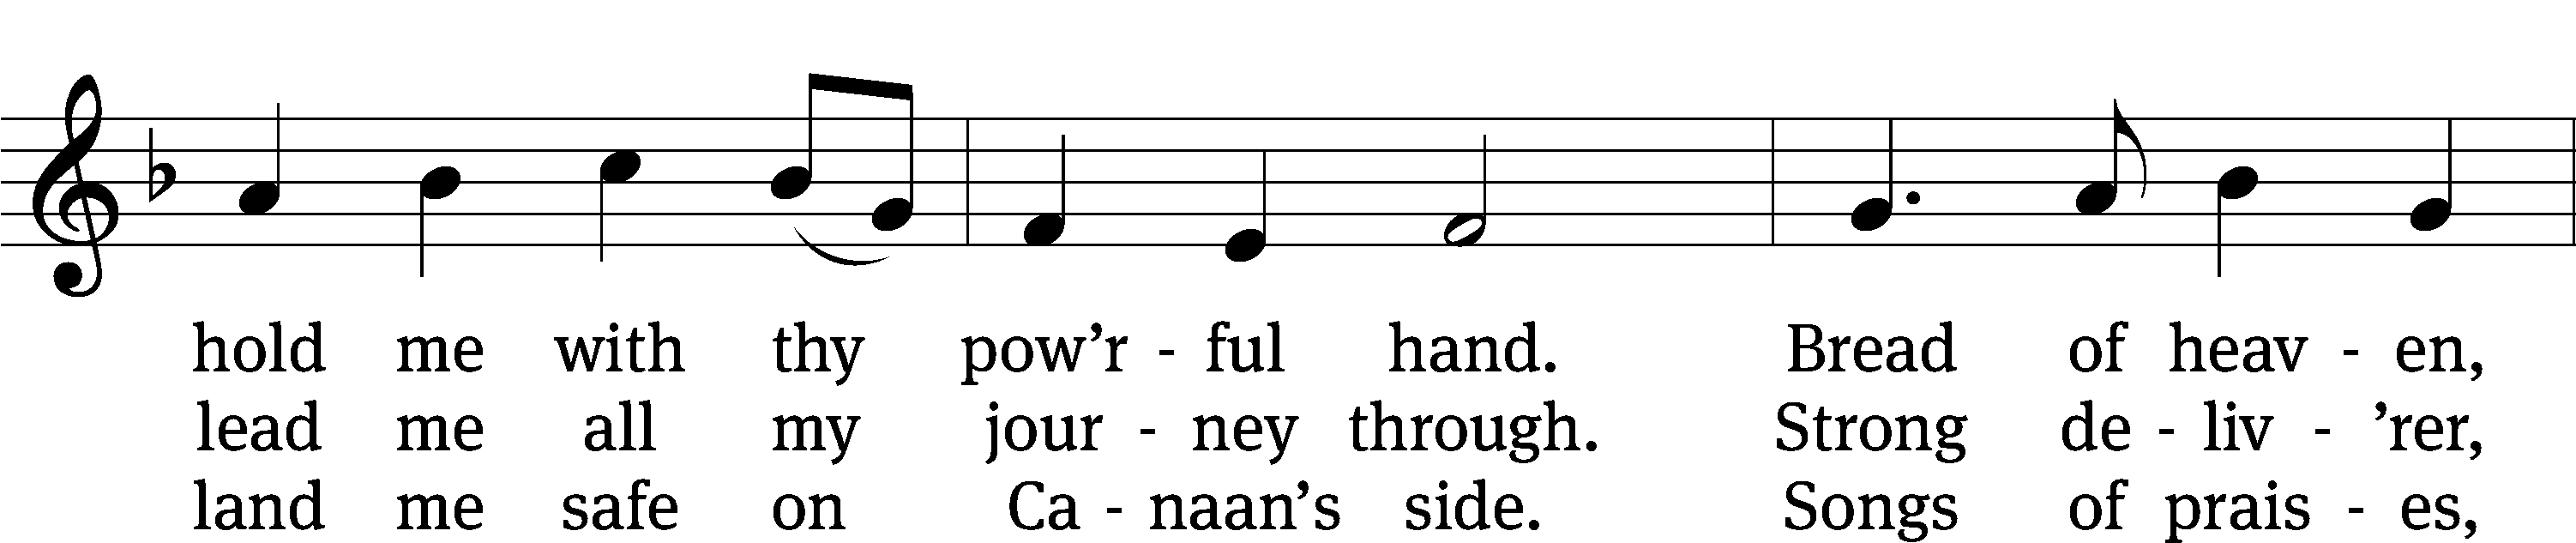 hold me with thy pow’r - ful hand. Bread of heav - en,
lead me all my jour - ney through. Strong de - liv - ’rer,
land me safe on Ca - naan’s side. Songs of prais - es,